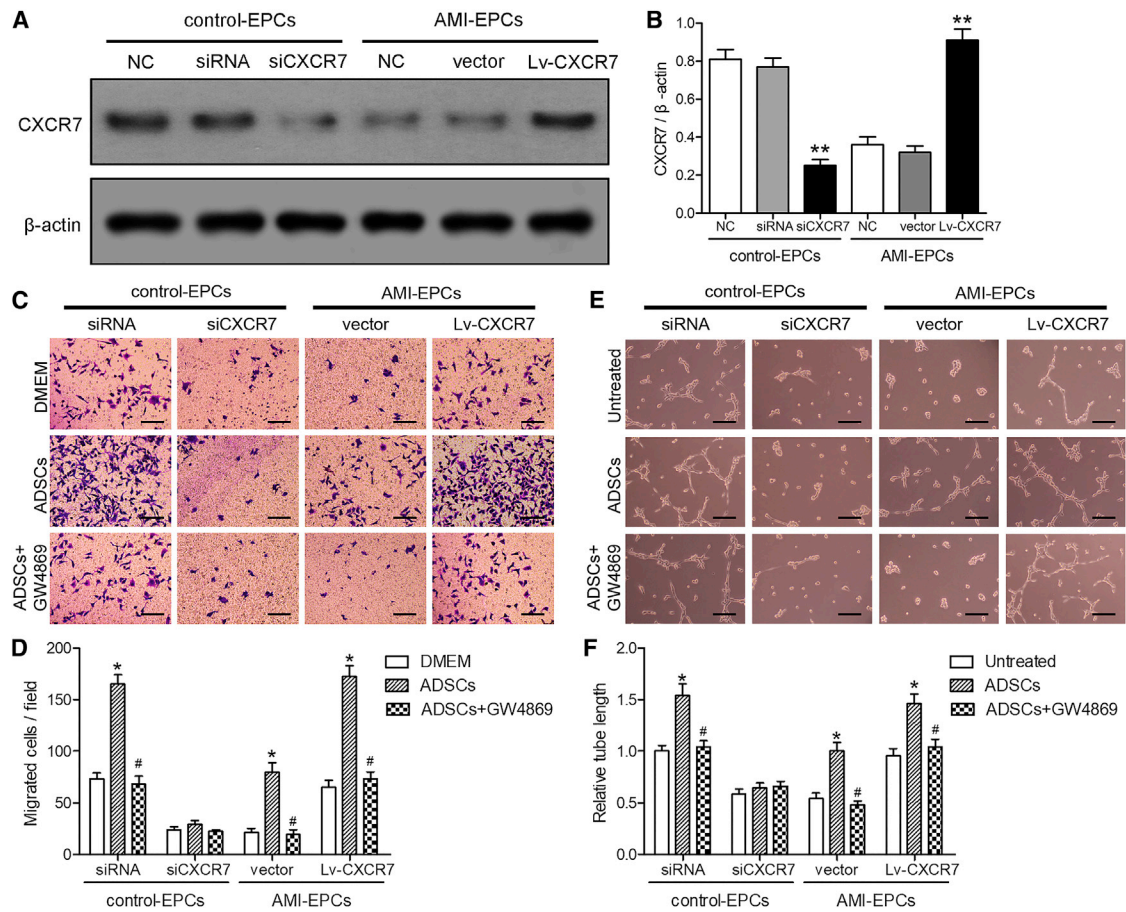 A
control-EPCs AMI-EPCs
NC siRNA siCXCR7 NC vector Lv-CXCR7
CXCR7
β-actin
B
CXCR7 / β -actin
1.0
0.8
0.6
0.4
0.2
0.0
** **
NC siRNA siCXCR7 NC vector Lv-CXCR7
control-EPCs AMI-EPCs
C
control-EPCs AMI-EPCs
siRNA siCXCR7 vector Lv-CXCR7
DMEM
ADSCs
ADSCs+
GW4869
E
control-EPCs AMI-EPCs
siRNA siCXCR7 vector Lv-CXCR7
Untreated
ADSCs
ADSCs+
GW4869
D
Migrated cells / field
200
150
100
50
0
* # * # * #
DMEM
ADSCs
ADSCs+GW4869
siRNA siCXCR7 vector Lv-CXCR7
control-EPCs AMI-EPCs
F
Relative tube length
2.0
1.5
1.0
0.5
0.0
* # * # * #
Untreated
ADSCs
ADSCs+GW4869
siRNA siCXCR7 vector Lv-CXCR7
control-EPCs AMI-EPCs